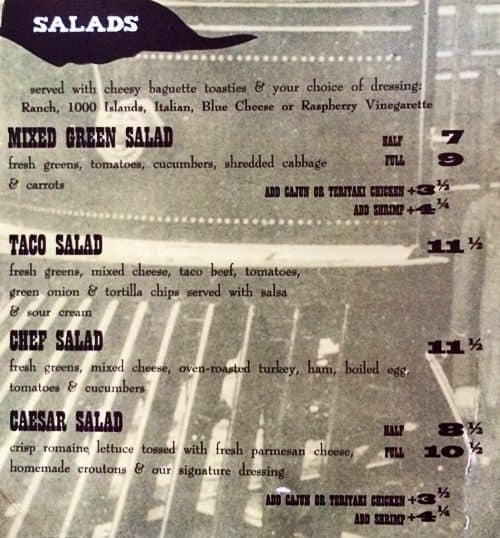 SALADS
served with cheesy baguette toasties & your choice of dressing:
Ranch, 1000 Islands, Italian, Blue Cheese or Raspberry Vinegarette
MIXED GREEN SALAD HALF 7
fresh greens, tomatoes, cucumbers, shredded cabbage FULL 9
& carrots
ADD CAJUN OR TERIYAKI CHICKEN +3½
ADD SHRIMP +4¼
TACO SALAD 11½
fresh greens, mixed cheese, taco beef, tomatoes,
green onion & tortilla chips served with salsa
& sour cream
CHEF SALAD 11½
fresh greens, mixed cheese, oven-roasted turkey, ham, boiled egg,
tomatoes & cucumbers
CAESAR SALAD HALF 8½
crisp romaine lettuce tossed with fresh parmesan cheese, FULL 10½
homemade croutons & our signature dressing
ADD CAJUN OR TERIYAKI CHICKEN +3½
ADD SHRIMP +4¼